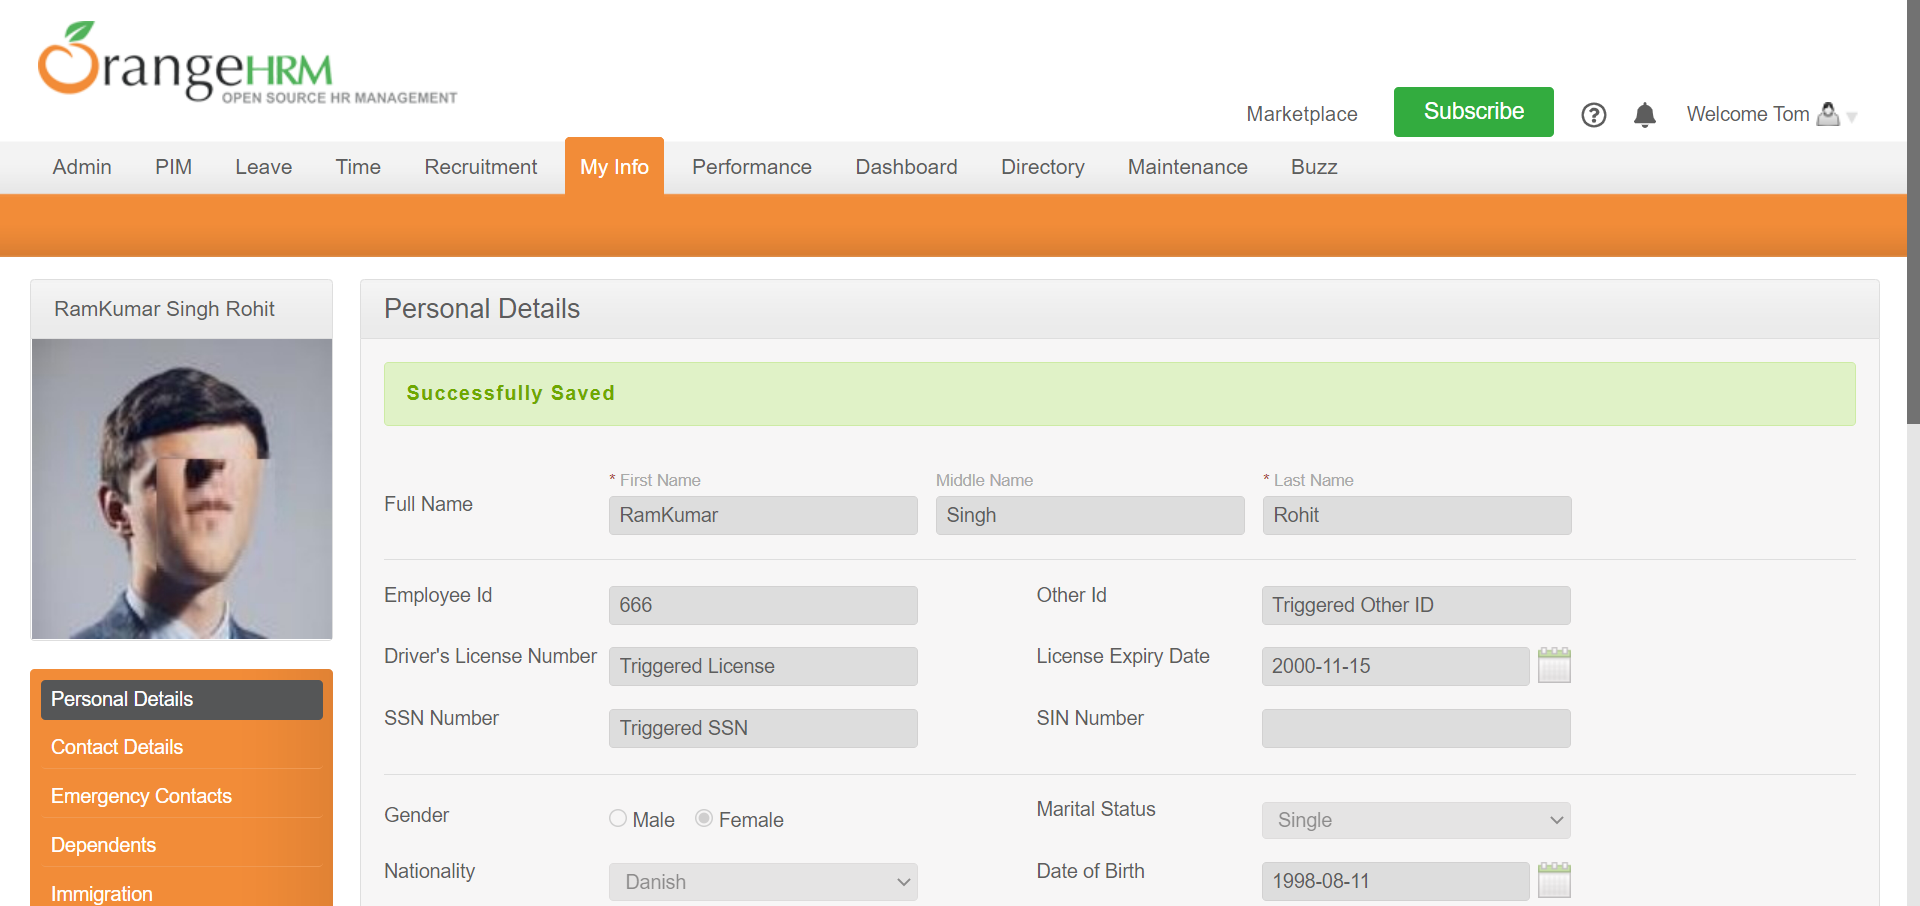 OrangeHRM
OPEN SOURCE HR MANAGEMENT
Marketplace
Subscribe
?
Welcome Tom
Admin PIM Leave Time Recruitment My Info Performance Dashboard Directory Maintenance Buzz
RamKumar Singh Rohit
Personal Details
Successfully Saved
* First Name Middle Name * Last Name
Full Name RamKumar Singh Rohit
Employee Id 666 Other Id Triggered Other ID
Driver's License Number Triggered License License Expiry Date 2000-11-15
SSN Number Triggered SSN SIN Number
Gender Male Female Marital Status Single
Nationality Danish Date of Birth 1998-08-11
Personal Details
Contact Details
Emergency Contacts
Dependents
Immigration